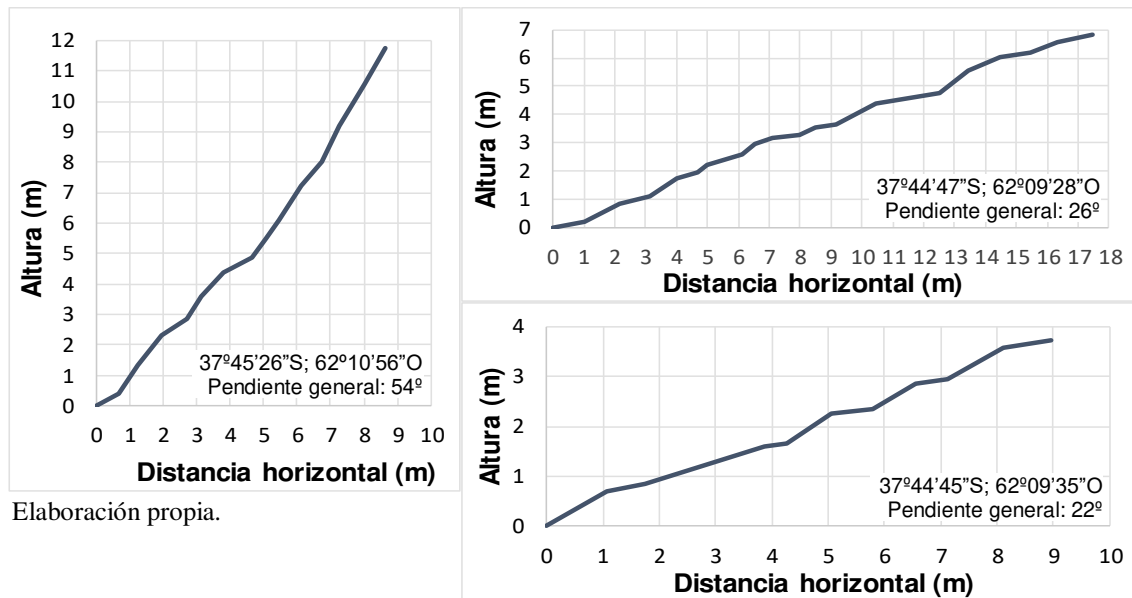 12
11
10
9
8
7
6
5
4
3
2
1
0
Altura (m)
37º45'26”S; 62º10'56”O
Pendiente general: 54º
0 1 2 3 4 5 6 7 8 9 10
Distancia horizontal (m)
Elaboración propia.
7
6
5
4
3
2
1
0
Altura (m)
37º44'47”S; 62º09'28”O
Pendiente general: 26º
0 1 2 3 4 5 6 7 8 9 10 11 12 13 14 15 16 17 18
Distancia horizontal (m)
4
3
2
1
0
Altura (m)
37º44'45”S; 62º09'35”O
Pendiente general: 22º
0 1 2 3 4 5 6 7 8 9 10
Distancia horizontal (m)